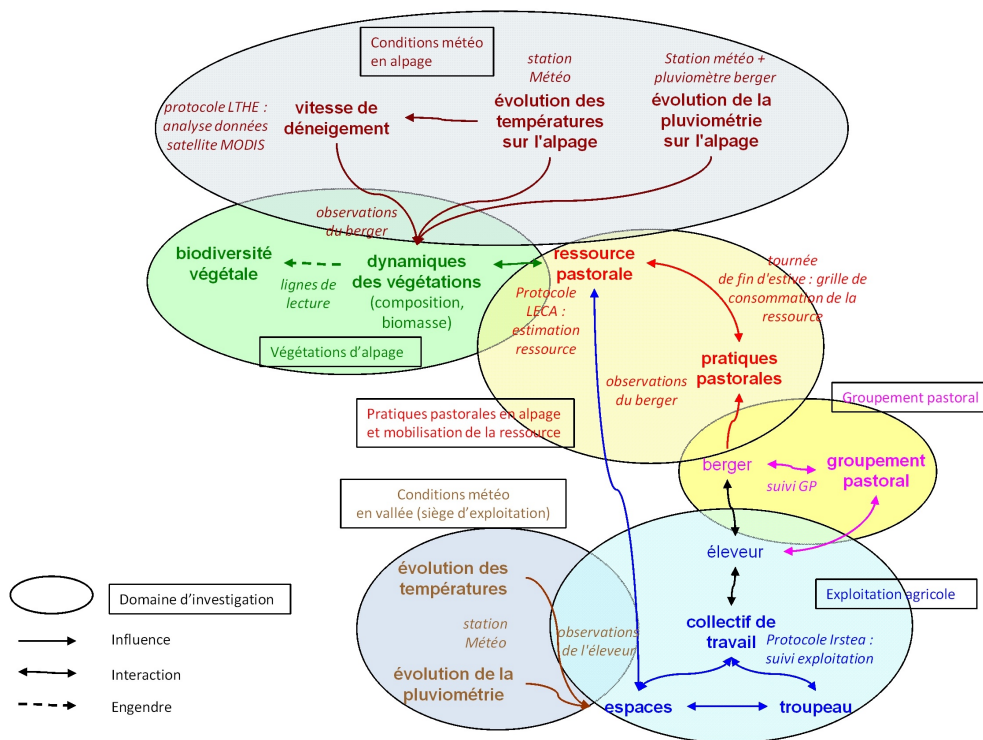 Conditions météo
en alpage
station
Météo
Station météo +
pluviomètre berger
protocole LTHE :
analyse données
satellite MODIS
vitesse de
déneigement
évolution des
températures
sur l'alpage
évolution de la
pluviométrie
sur l'alpage
observations
du berger
biodiversité
végétale
lignes de
lecture
dynamiques
des végétations
(composition,
biomasse)
Végétations d'alpage
ressource
pastorale
Protocole
LECA :
estimation
ressource
tournée
de fin d'estive : grille de
consommation de la
ressource
pratiques
pastorales
observations
du berger
Pratiques pastorales en alpage
et mobilisation de la ressource
Groupement pastoral
berger
suivi GP
groupement
pastoral
Conditions météo
en vallée (siège d'exploitation)
évolution des
températures
station
Météo
évolution de la
pluviométrie
observations
de l'éleveur
éleveur
Exploitation agricole
collectif de
travail
Protocole Irstea :
suivi exploitation
espaces
troupeau
Domaine d'investigation
Influence
Interaction
Engendre